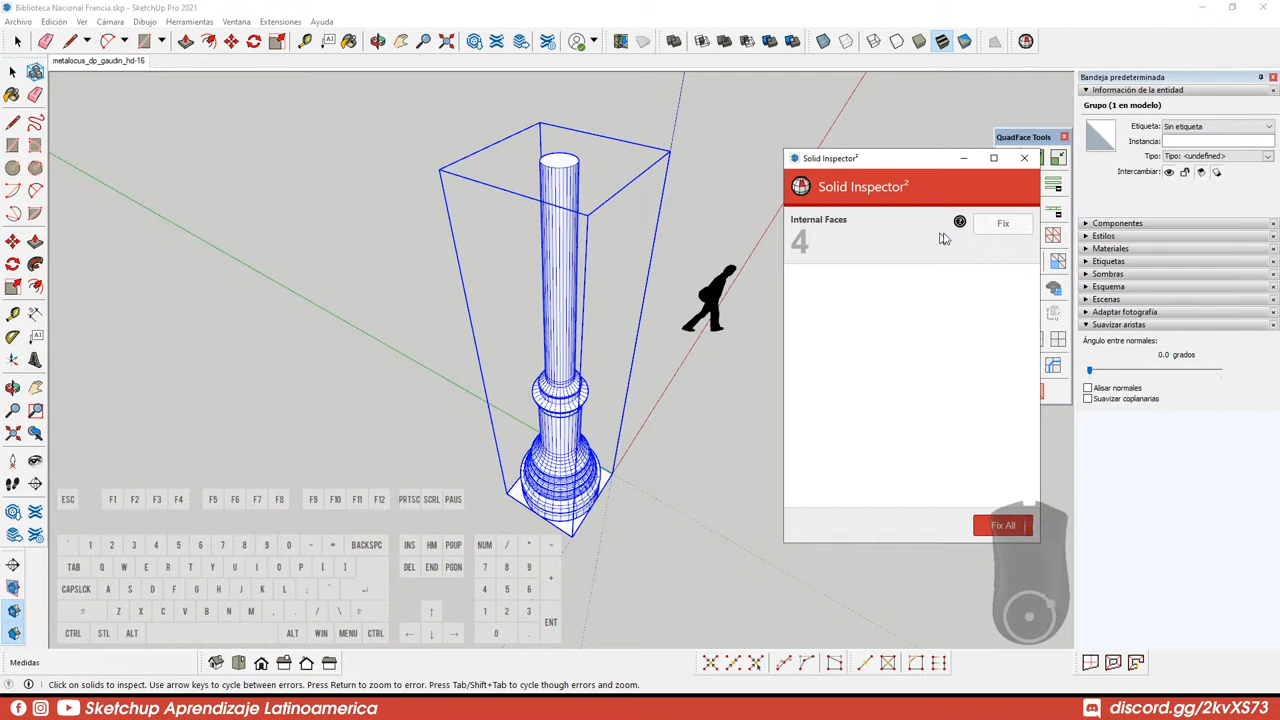 Biblioteca Nacional Francia.skp - SketchUp Pro 2021
Archivo Edición Ver Cámara Dibujo Herramientas Ventana Extensiones Ayuda
metalocus_dp_gaudin_hd-16
Bandeja predeterminada
Información de la entidad
Grupo (1 en modelo)
Etiqueta: Sin etiqueta
Instancia:
Tipo: Tipo: <undefined>
Intercambiar:
QuadFace Tools
Solid Inspector²
Solid Inspector²
Internal Faces
4
? Fix
Fix All
Componentes
Estilos
Materiales
Etiquetas
Sombras
Esquema
Escenas
Adaptar fotografía
Suavizar aristas
Ángulo entre normales:
0.0 grados
Alisar normales
Suavizar coplanarias
ESC F1 F2 F3 F4 F5 F6 F7 F8 F9 F10 F11 F12 PRTSC SCRL PAUS
` 1 2 3 4 5 6 7 8 9 0 - = BACKSPC INS HM PGUP NUM / * -
TAB Q W E R T Y U I O P [ ] DEL END PGDN 7 8 9 +
CAPSLCK A S D F G H J K L ; ' 4 5 6
Z X C V B N M , . / \ 1 2 3 ENT
CTRL STL ALT ALT WIN MENU CTRL 0 .
Medidas
Click on solids to inspect. Use arrow keys to cycle between errors. Press Return to zoom to error. Press Tab/Shift+Tab to cycle though errors and zoom.
Sketchup Aprendizaje Latinoamerica
discord.gg/2kvXS73